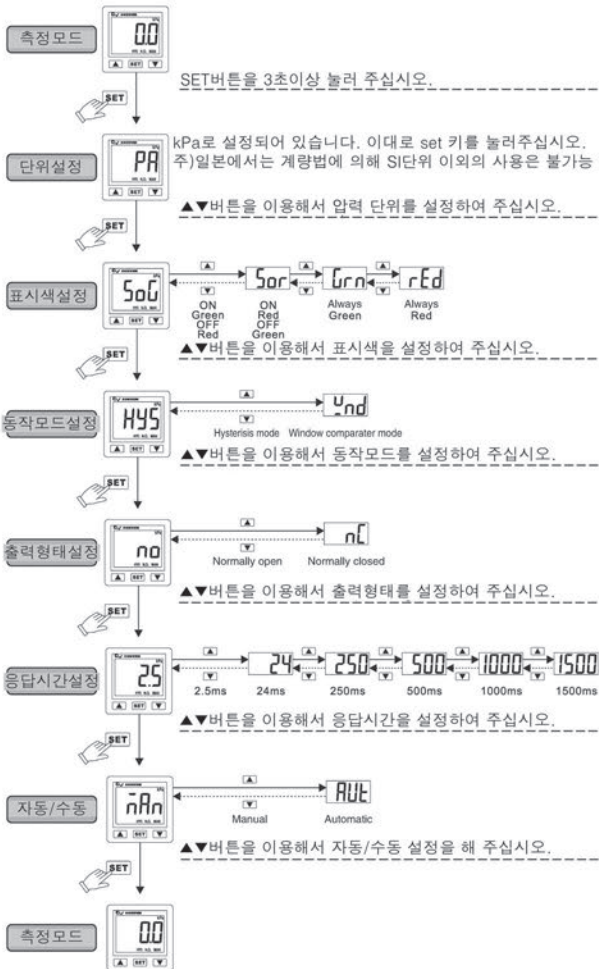 측정모드
0.0
SET버튼을 3초이상 눌러 주십시오.
SET
단위설정
PA
kPa로 설정되어 있습니다. 이대로 set 키를 눌러주십시오.
주)일본에서는 계량법에 의해 SI단위 이외의 사용은 불가능
▲▼버튼을 이용해서 압력 단위를 설정하여 주십시오.
SET
표시색설정
SoG
Sor
Grn
rEd
ON Green OFF Red
ON Red OFF Green
Always Green
Always Red
▲▼버튼을 이용해서 표시색을 설정하여 주십시오.
SET
동작모드설정
HYS
Und
Hysterisis mode
Window comparater mode
▲▼버튼을 이용해서 동작모드를 설정하여 주십시오.
SET
출력형태설정
no
nC
Normally open
Normally closed
▲▼버튼을 이용해서 출력형태를 설정하여 주십시오.
SET
응답시간설정
2.5
24
250
500
1000
1500
2.5ms
24ms
250ms
500ms
1000ms
1500ms
▲▼버튼을 이용해서 응답시간을 설정하여 주십시오.
SET
자동/수동
mAn
AUt
Manual
Automatic
▲▼버튼을 이용해서 자동/수동 설정을 해 주십시오.
SET
측정모드
0.0